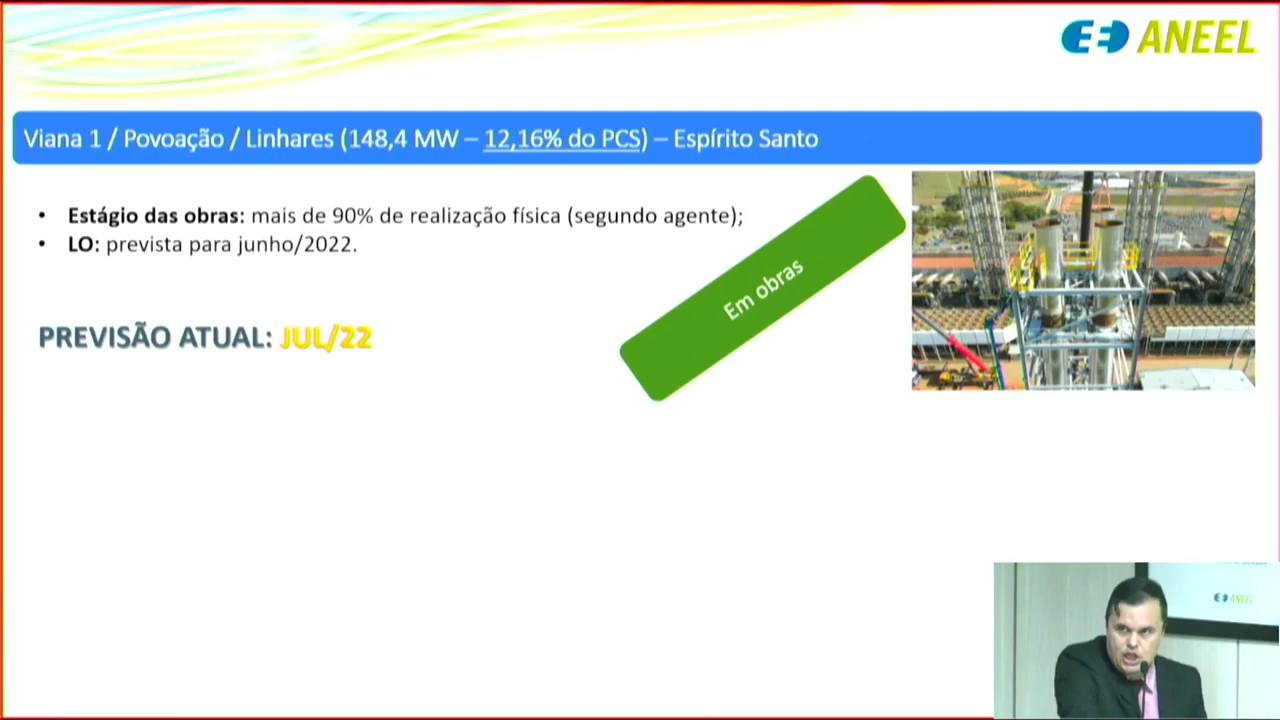 ANEEL
Viana 1 / Povoação / Linhares (148,4 MW – 12,16% do PCS) – Espírito Santo
• Estágio das obras: mais de 90% de realização física (segundo agente);
• LO: prevista para junho/2022.
Em obras
PREVISÃO ATUAL: JUL/22
ANEEL